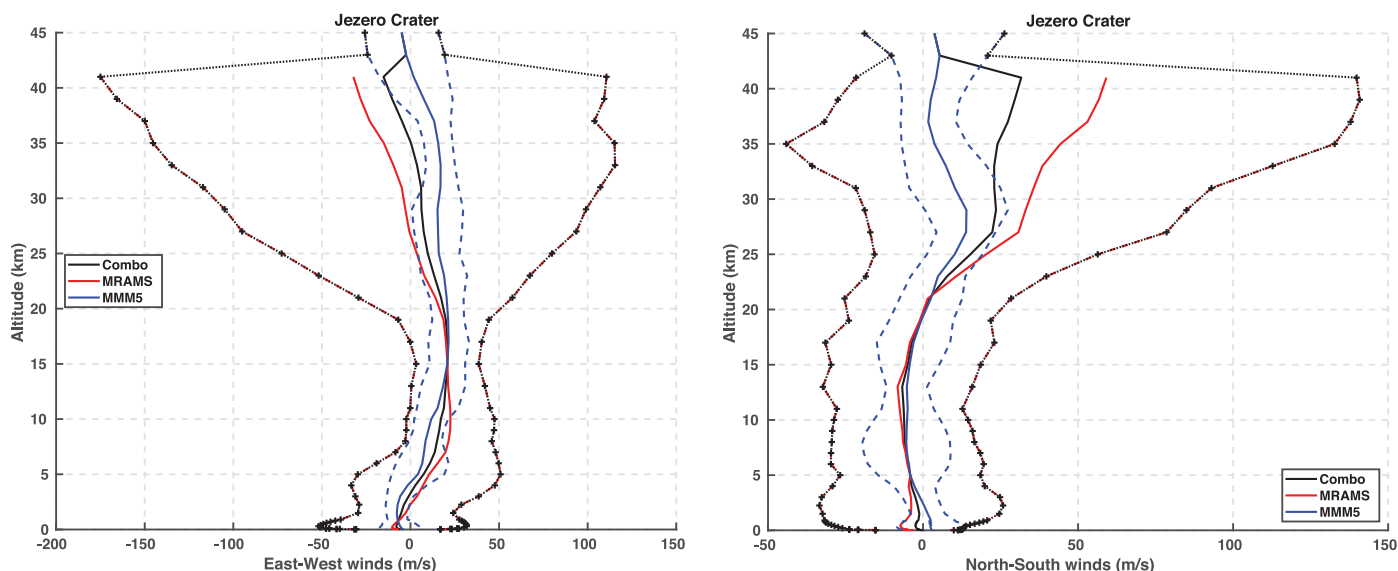 Jezero Crater
45
40
35
30
25
20
15
10
5
0
Altitude (km)
Combo
MRAMS
MMM5
-200
-150
-100
-50
0
50
100
150
East-West winds (m/s)
Jezero Crater
45
40
35
30
25
20
15
10
5
0
Altitude (km)
Combo
MRAMS
MMM5
-50
0
50
100
150
North-South winds (m/s)